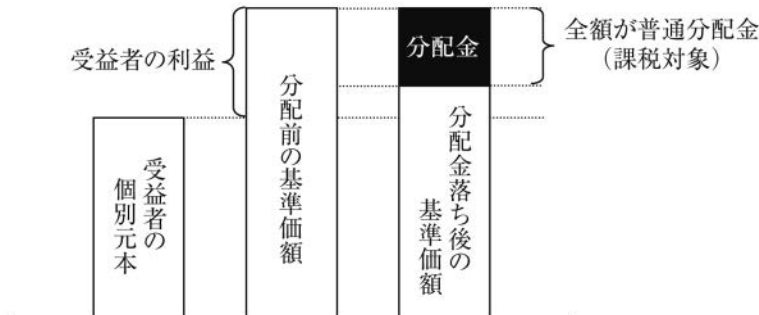 受益者の利益
受益者の
個別元本
分配前の基準価額
分配金
分配金落ち後の
基準価額
全額が普通分配金
（課税対象）